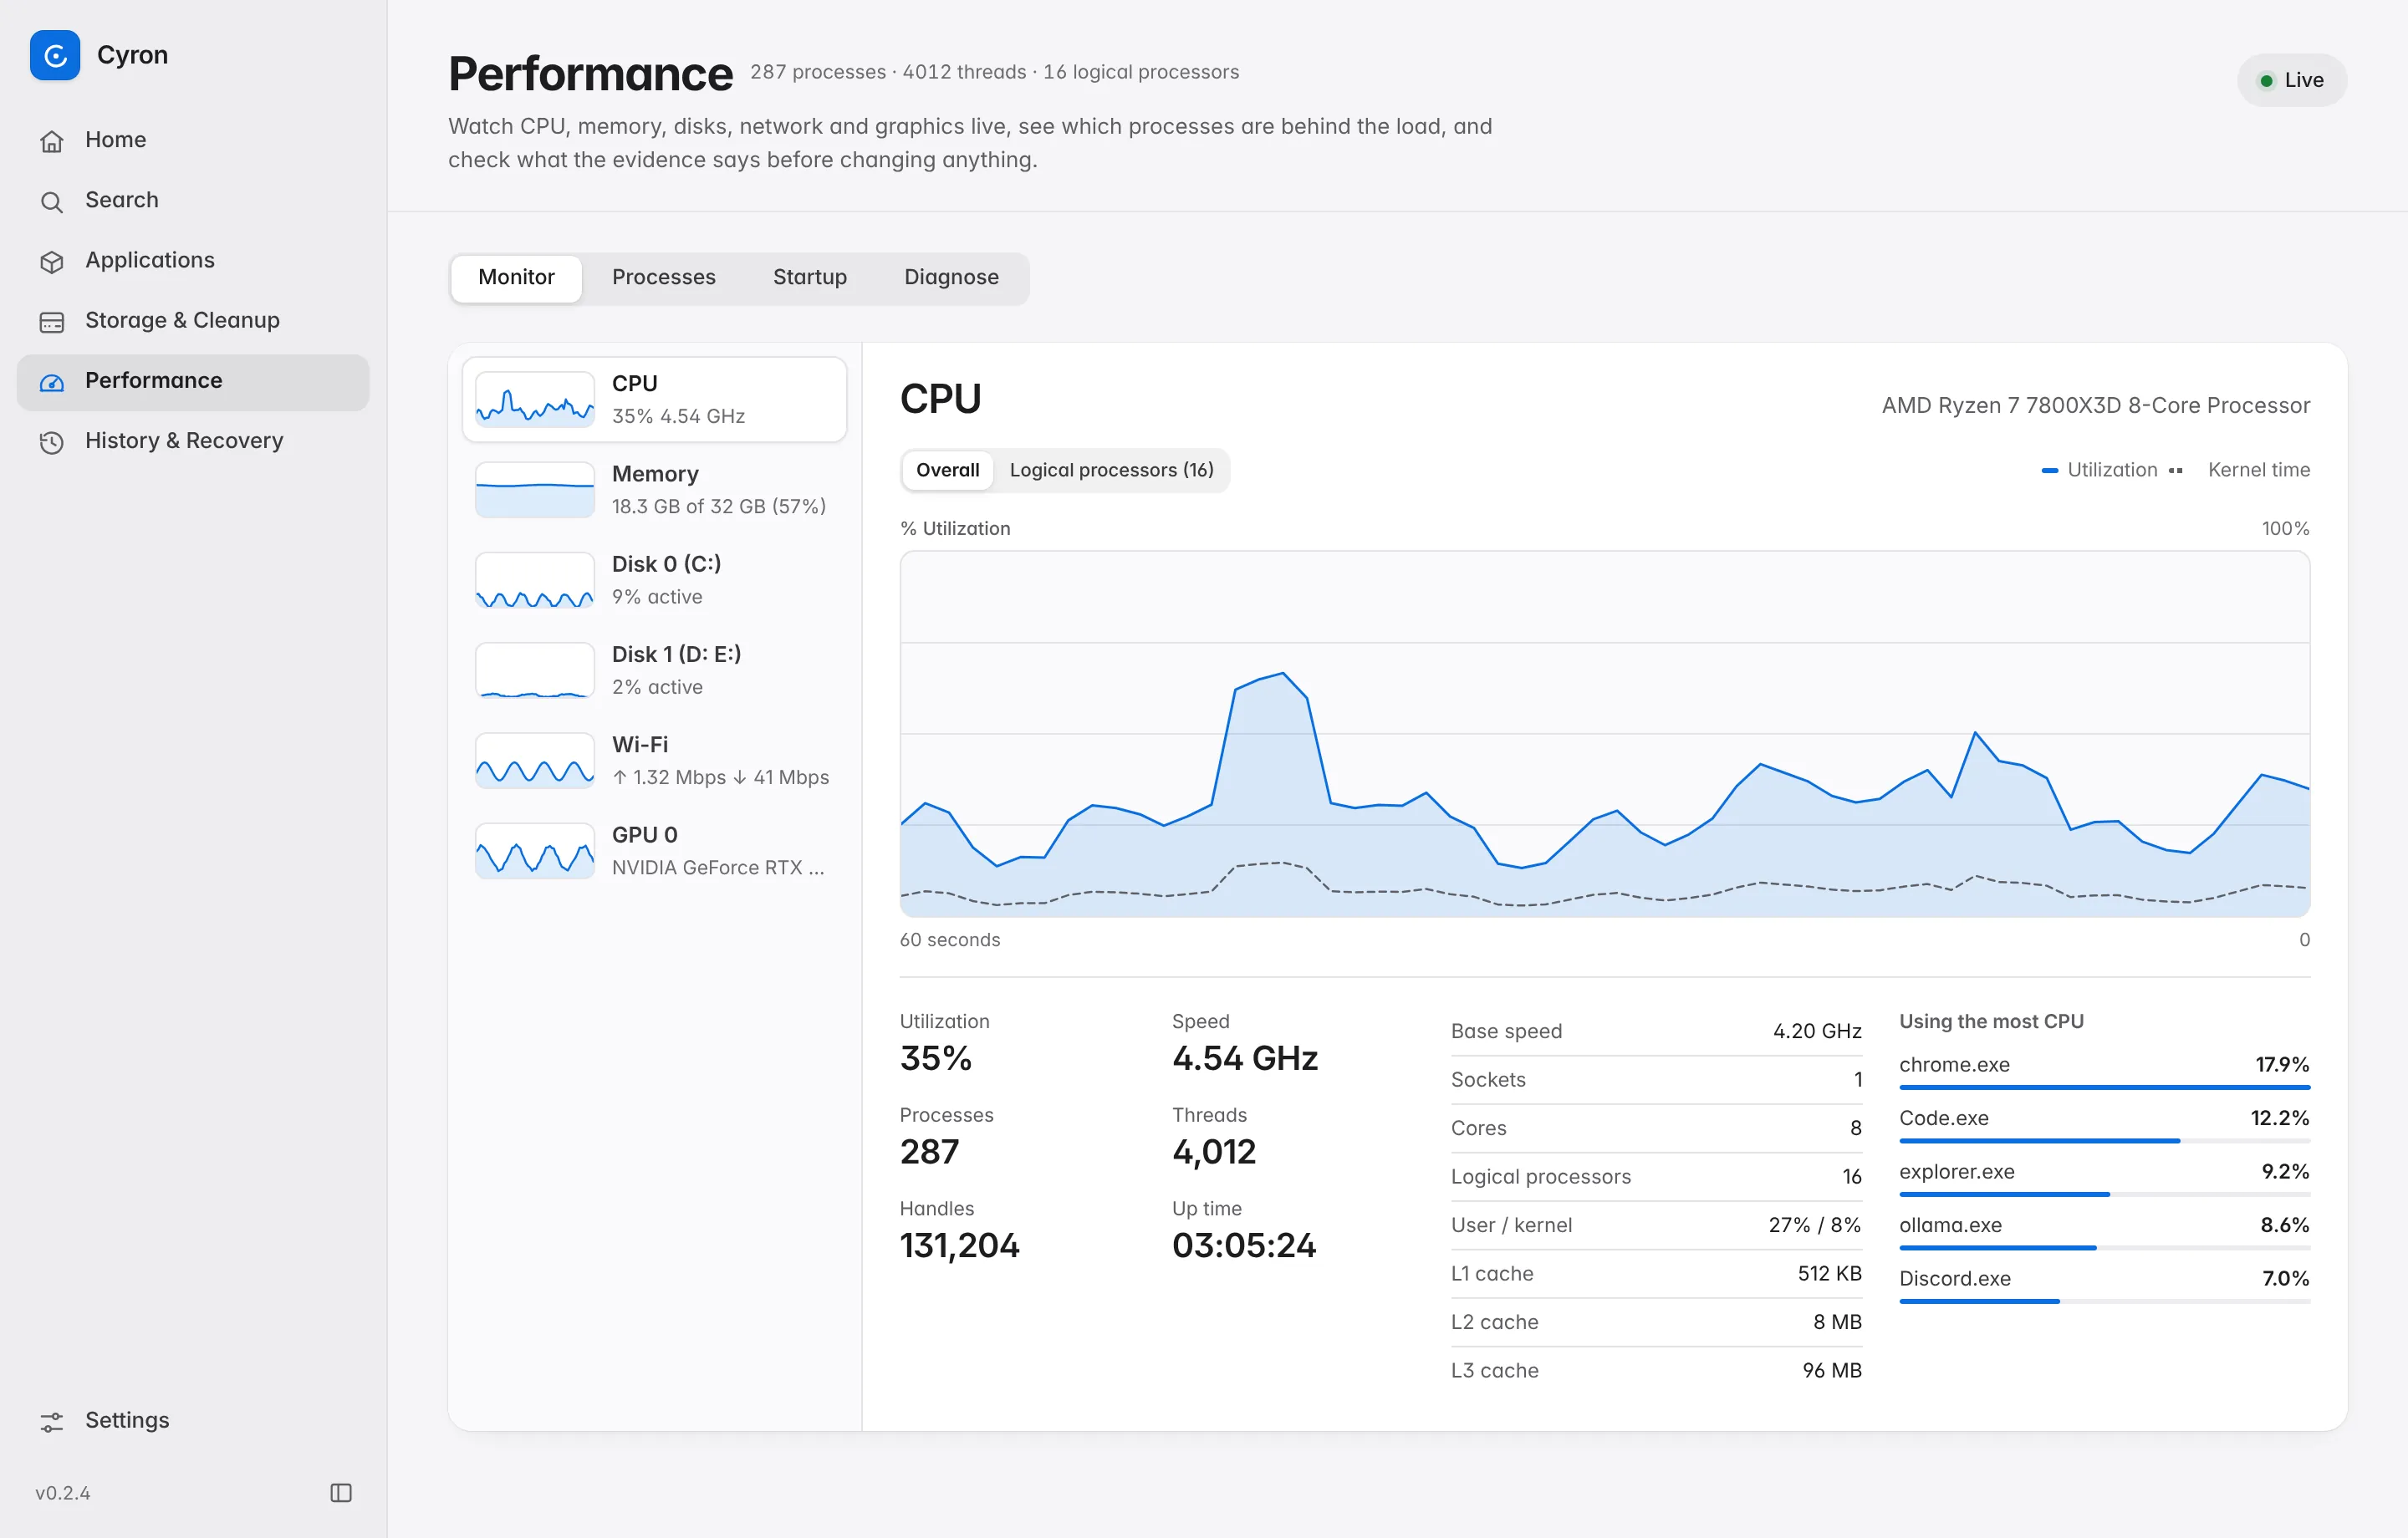 Cyron
Home
Search
Applications
Storage & Cleanup
Performance
History & Recovery
Settings
v0.2.4
Performance 287 processes · 4012 threads · 16 logical processors
Watch CPU, memory, disks, network and graphics live, see which processes are behind the load, and
check what the evidence says before changing anything.
Live
Monitor Processes Startup Diagnose
CPU
35% 4.54 GHz
Memory
18.3 GB of 32 GB (57%)
Disk 0 (C:)
9% active
Disk 1 (D: E:)
2% active
Wi-Fi
↑ 1.32 Mbps ↓ 41 Mbps
GPU 0
NVIDIA GeForce RTX ...
CPU
AMD Ryzen 7 7800X3D 8-Core Processor
Overall Logical processors (16)
Utilization Kernel time
% Utilization 100%
60 seconds 0
Utilization
35%
Speed
4.54 GHz
Processes
287
Threads
4,012
Handles
131,204
Up time
03:05:24
Base speed 4.20 GHz
Sockets 1
Cores 8
Logical processors 16
User / kernel 27% / 8%
L1 cache 512 KB
L2 cache 8 MB
L3 cache 96 MB
Using the most CPU
chrome.exe 17.9%
Code.exe 12.2%
explorer.exe 9.2%
ollama.exe 8.6%
Discord.exe 7.0%